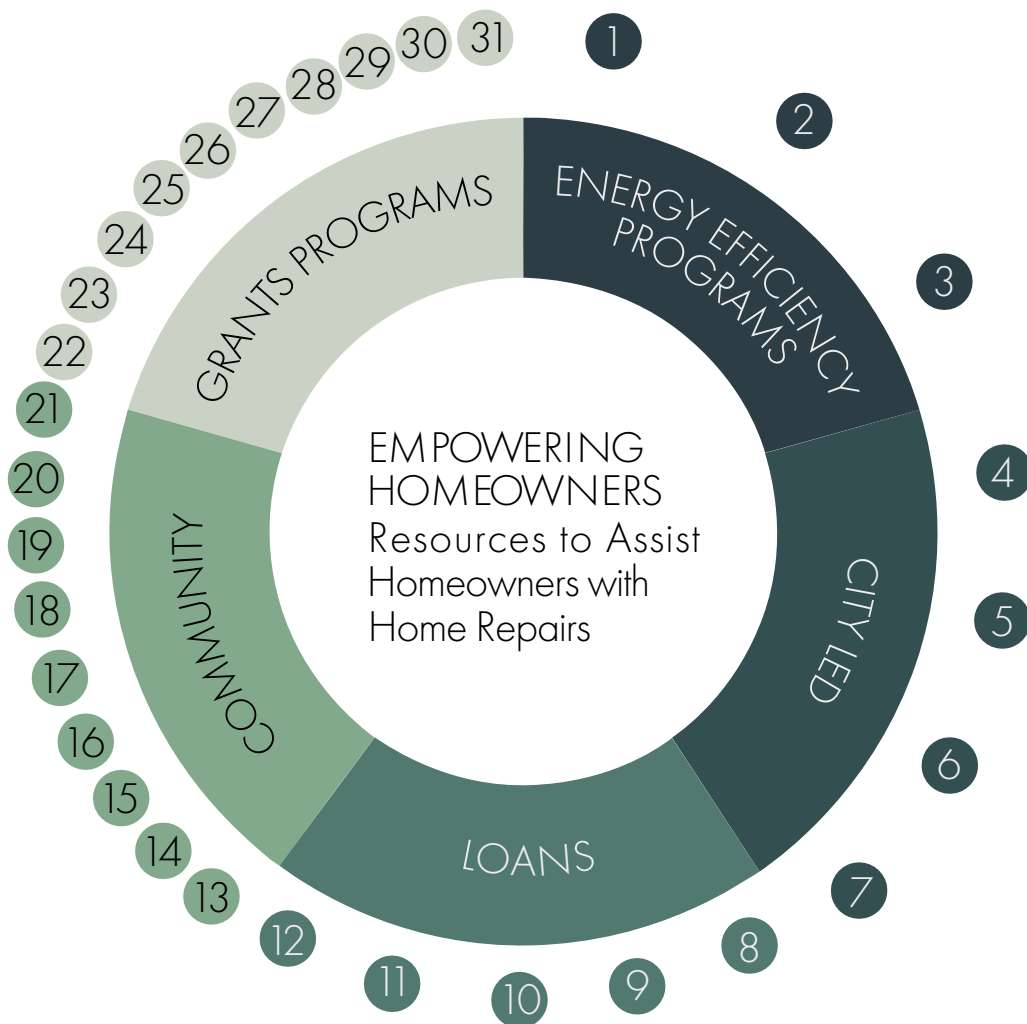 EMPOWERING
HOMEOWNERS
Resources to Assist
Homeowners with
Home Repairs
ENERGY EFFICIENCY
PROGRAMS
CITY LED
LOANS
COMMUNITY
GRANTS PROGRAMS
1
2
3
4
5
6
7
8
9
10
11
12
13
14
15
16
17
18
19
20
21
22
23
24
25
26
27
28
29
30
31